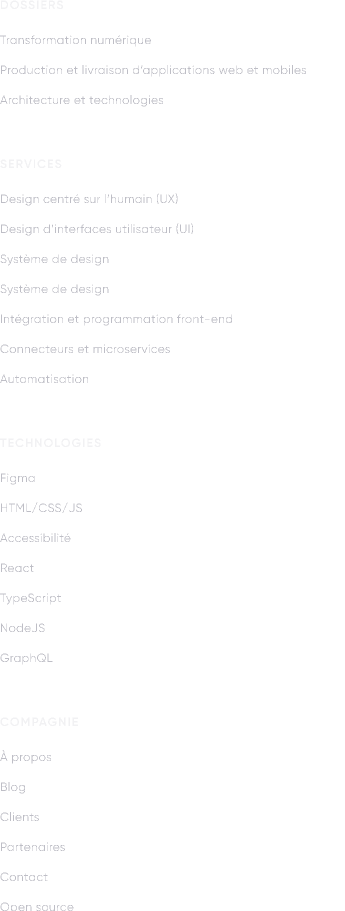 DOSSIERS
Transformation numérique
Production et livraison d'applications web et mobiles
Architecture et technologies
SERVICES
Design centré sur l'humain (UX)
Design d'interfaces utilisateur (UI)
Système de design
Système de design
Intégration et programmation front-end
Connecteurs et microservices
Automatisation
TECHNOLOGIES
Figma
HTML/CSS/JS
Accessibilité
React
TypeScript
NodeJS
GraphQL
COMPAGNIE
À propos
Blog
Clients
Partenaires
Contact
Open source